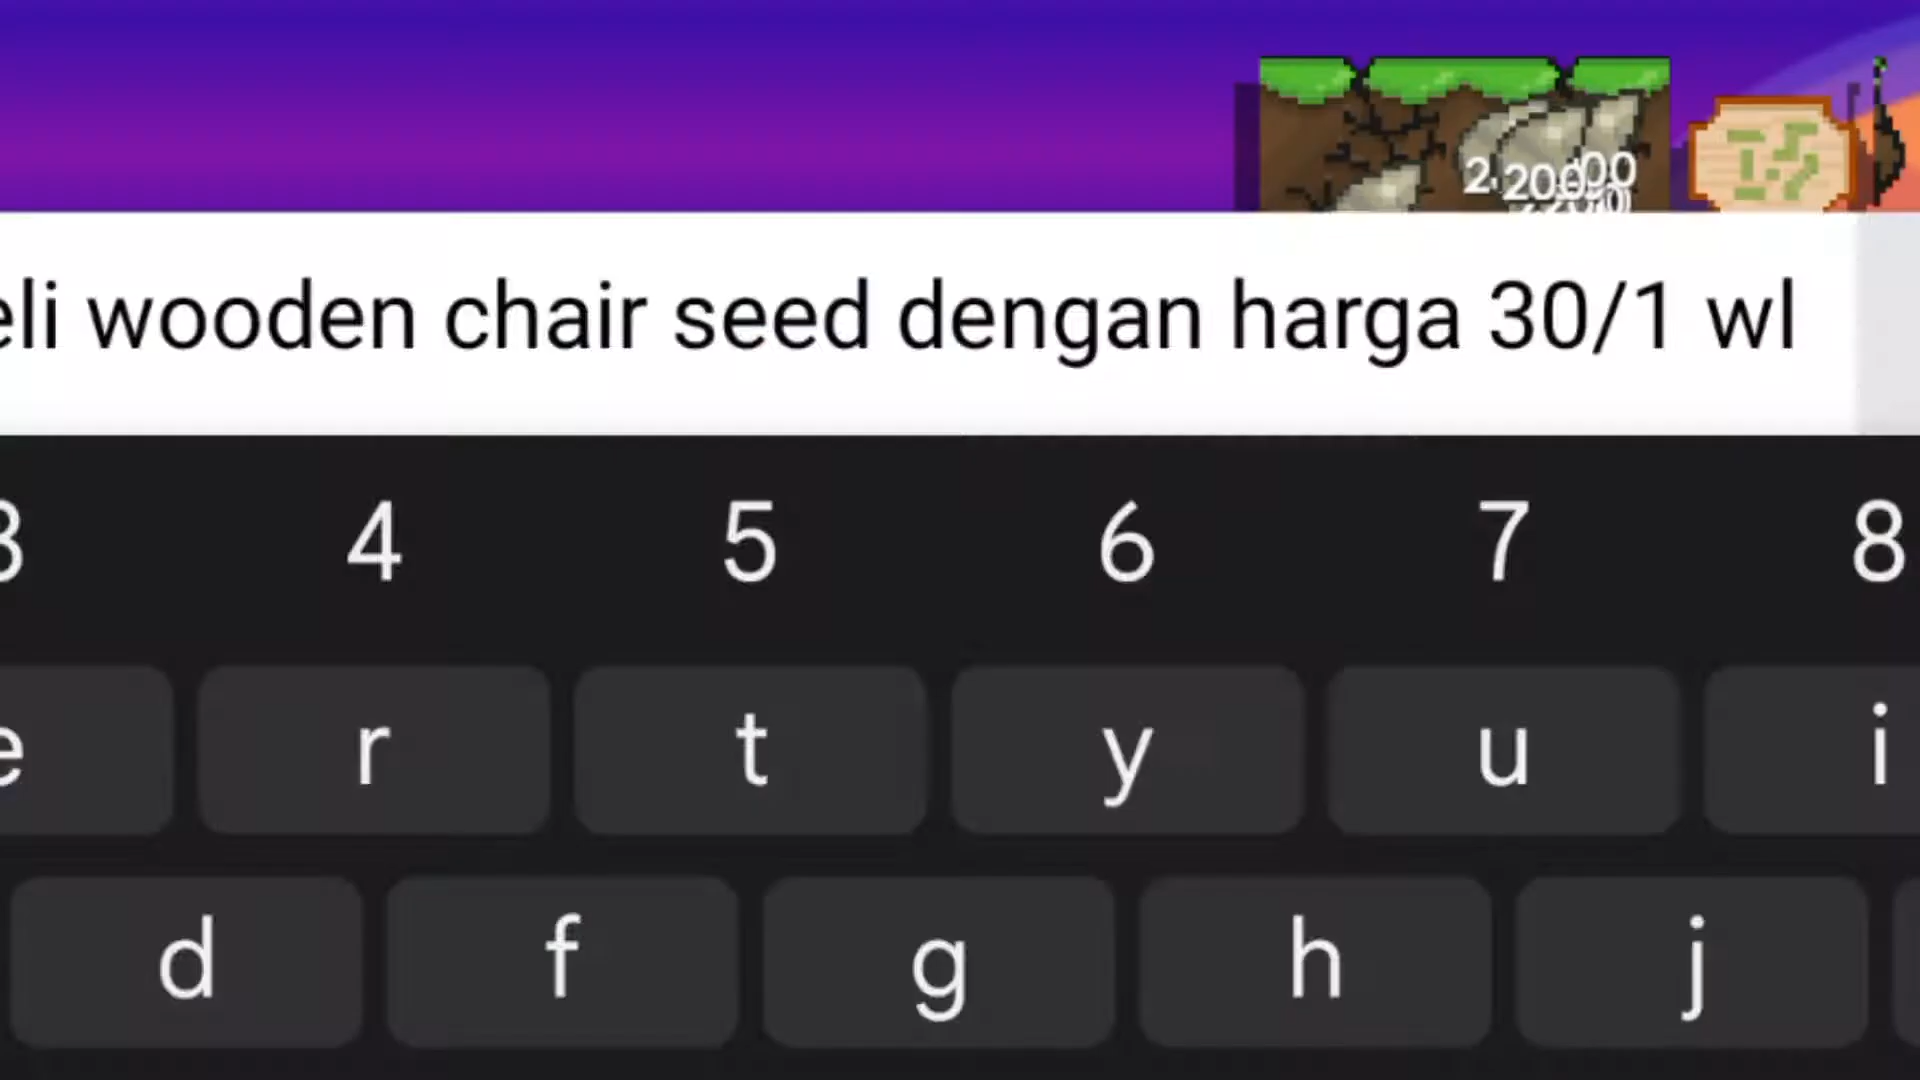 eli wooden chair seed dengan harga 30/1 wl
3 4 5 6 7 8
e r t y u i
d f g h j